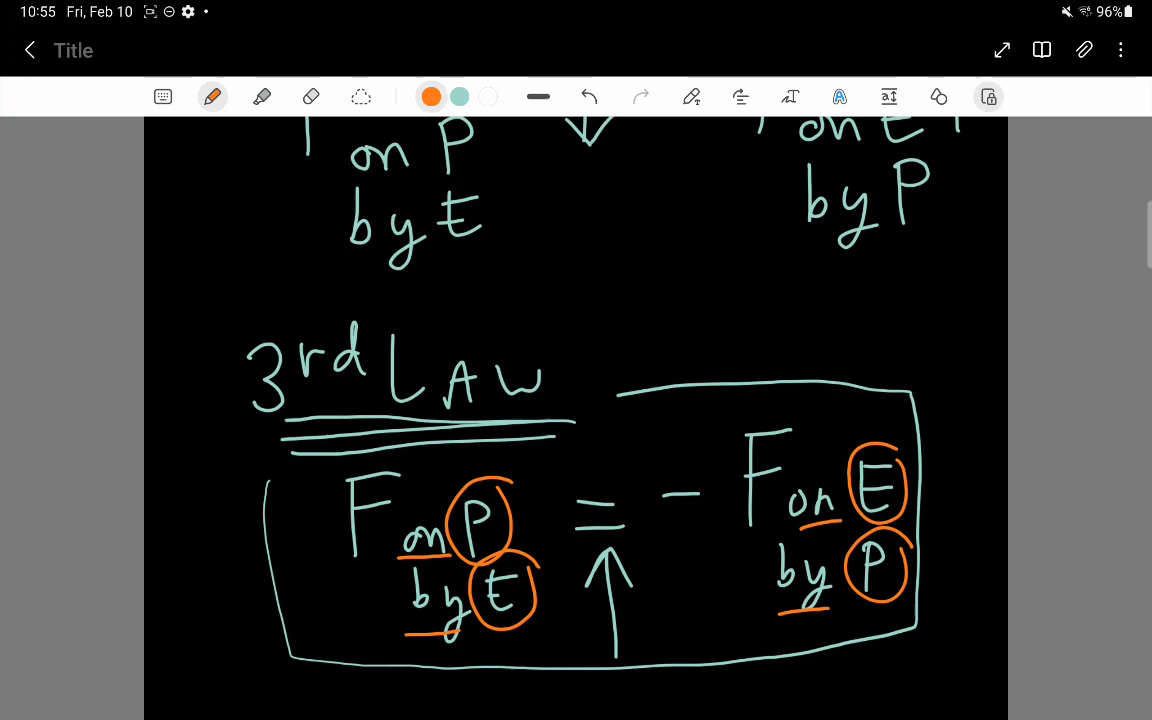 10:55 Fri, Feb 10 96%
Title
on P
by t
on E
by P
3rd LAW
F on P = - F on E
by t by P